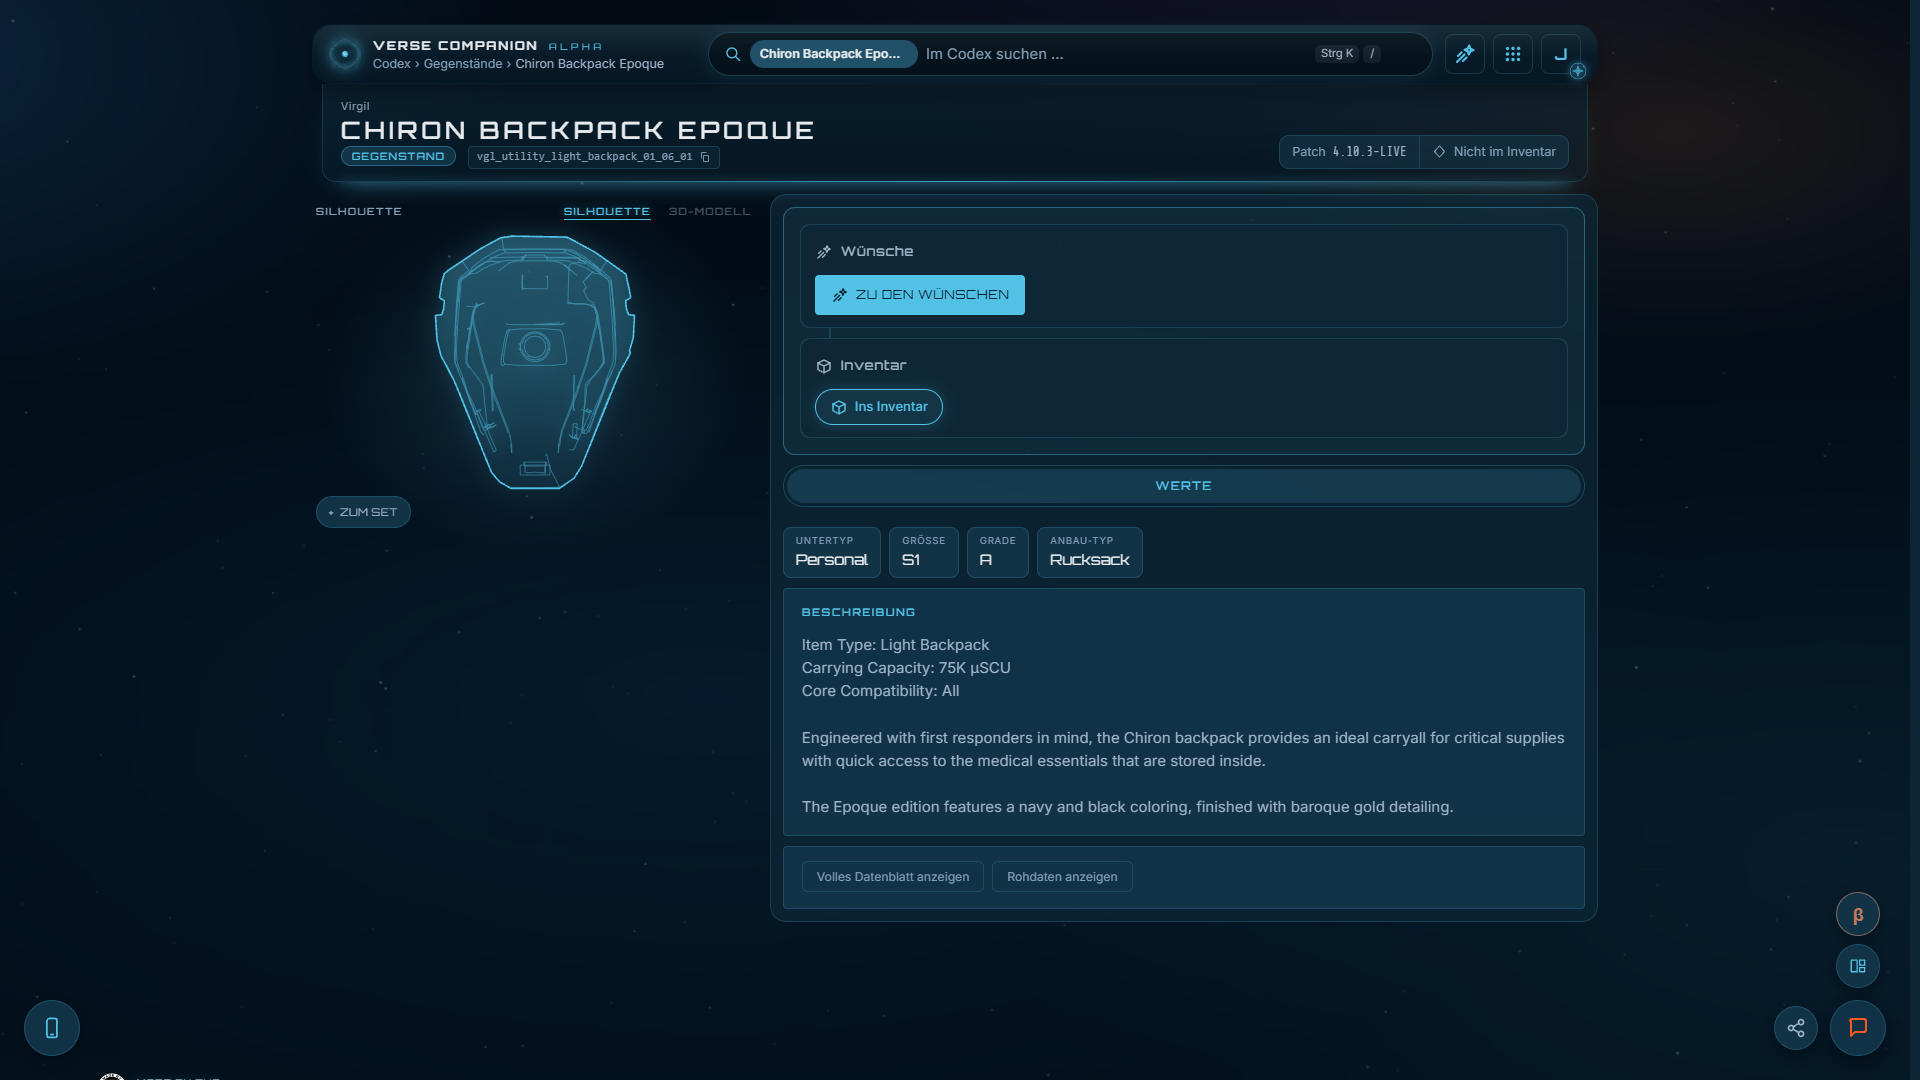 VERSE COMPANION ALPHA
Codex › Gegenstände › Chiron Backpack Epoque
Chiron Backpack Epo... Im Codex suchen ... Strg K /
Virgil
CHIRON BACKPACK EPOQUE
GEGENSTAND vgl_utility_light_backpack_01_06_01
Patch 4.10.3-LIVE Nicht im Inventar
SILHOUETTE SILHOUETTE 3D-MODELL
ZUM SET
Wünsche
ZU DEN WÜNSCHEN
Inventar
Ins Inventar
WERTE
UNTERTYP GRÖSSE GRADE ANBAU-TYP
Personal S1 A Rucksack
BESCHREIBUNG
Item Type: Light Backpack
Carrying Capacity: 75K µSCU
Core Compatibility: All
Engineered with first responders in mind, the Chiron backpack provides an ideal carryall for critical supplies
with quick access to the medical essentials that are stored inside.
The Epoque edition features a navy and black coloring, finished with baroque gold detailing.
Volles Datenblatt anzeigen Rohdaten anzeigen
β